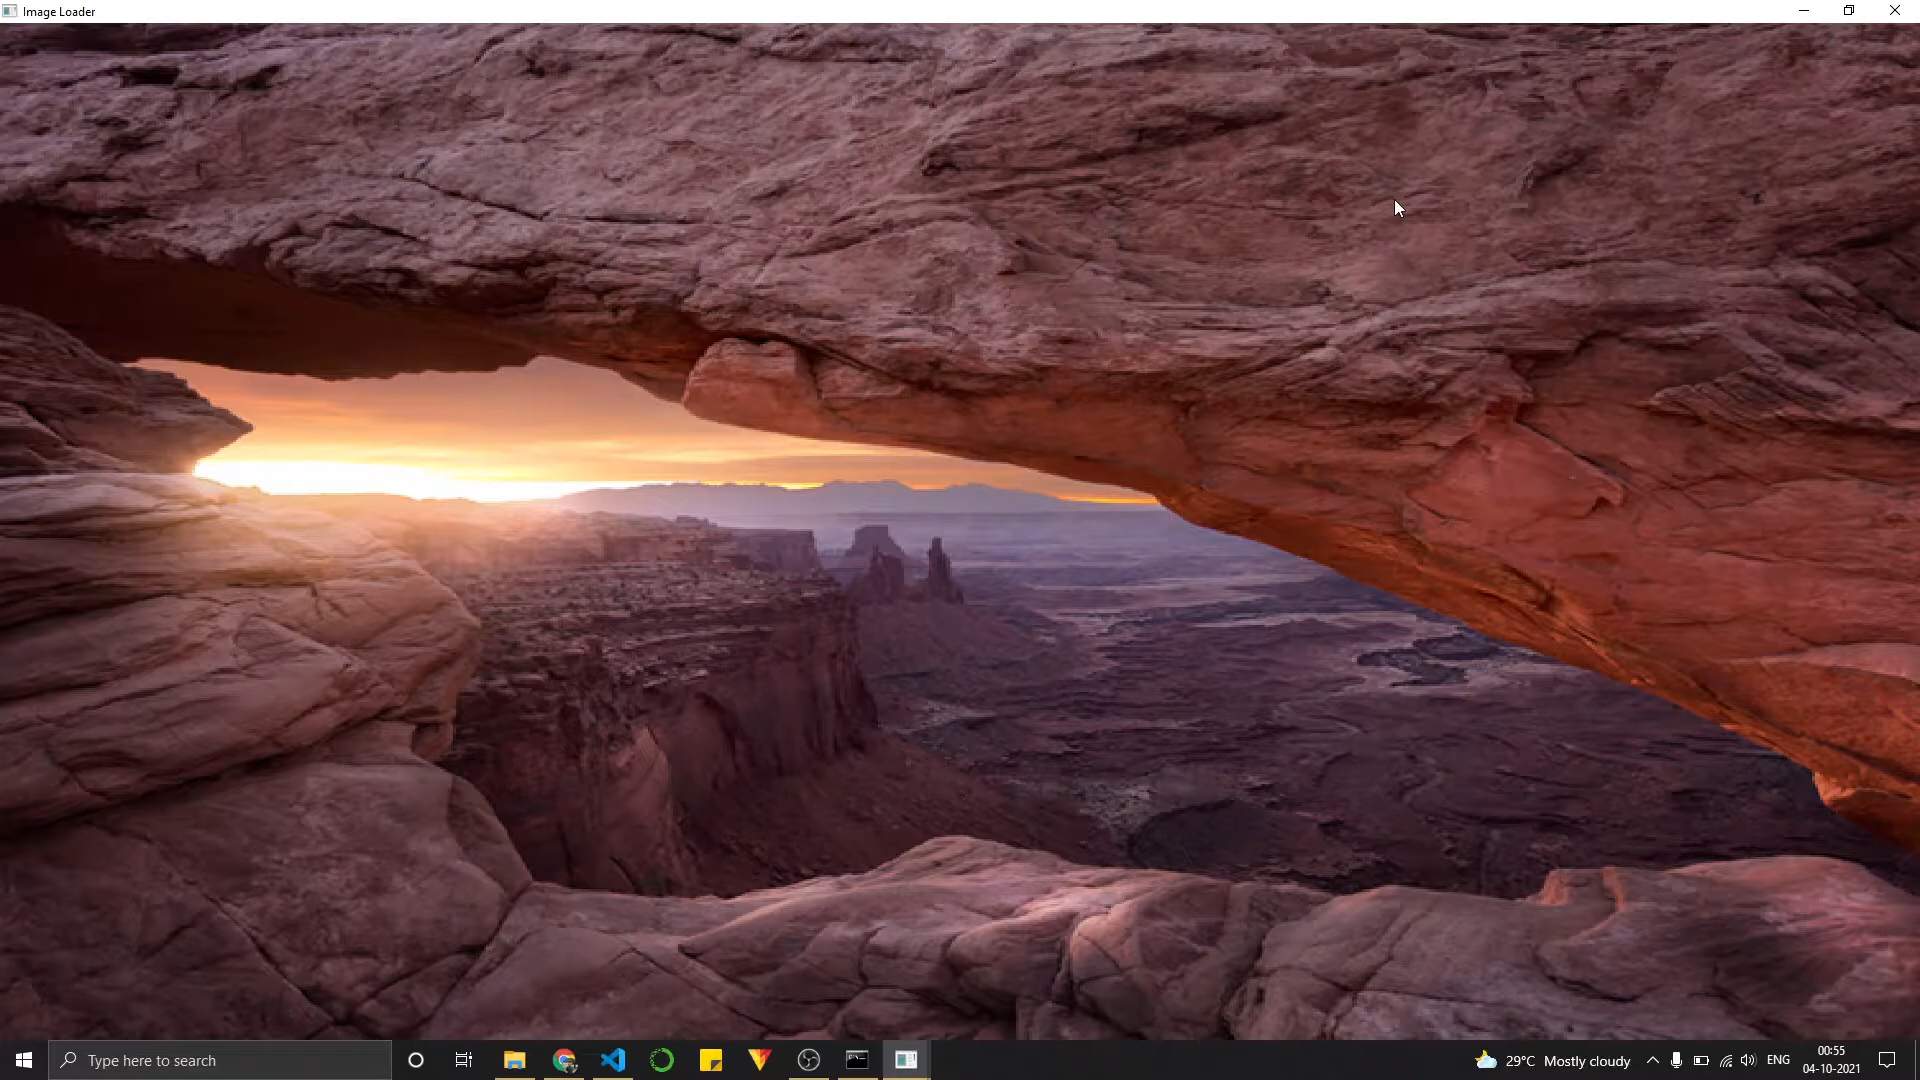 Image Loader
Type here to search
29°C Mostly cloudy
ENG
00:55
04-10-2021